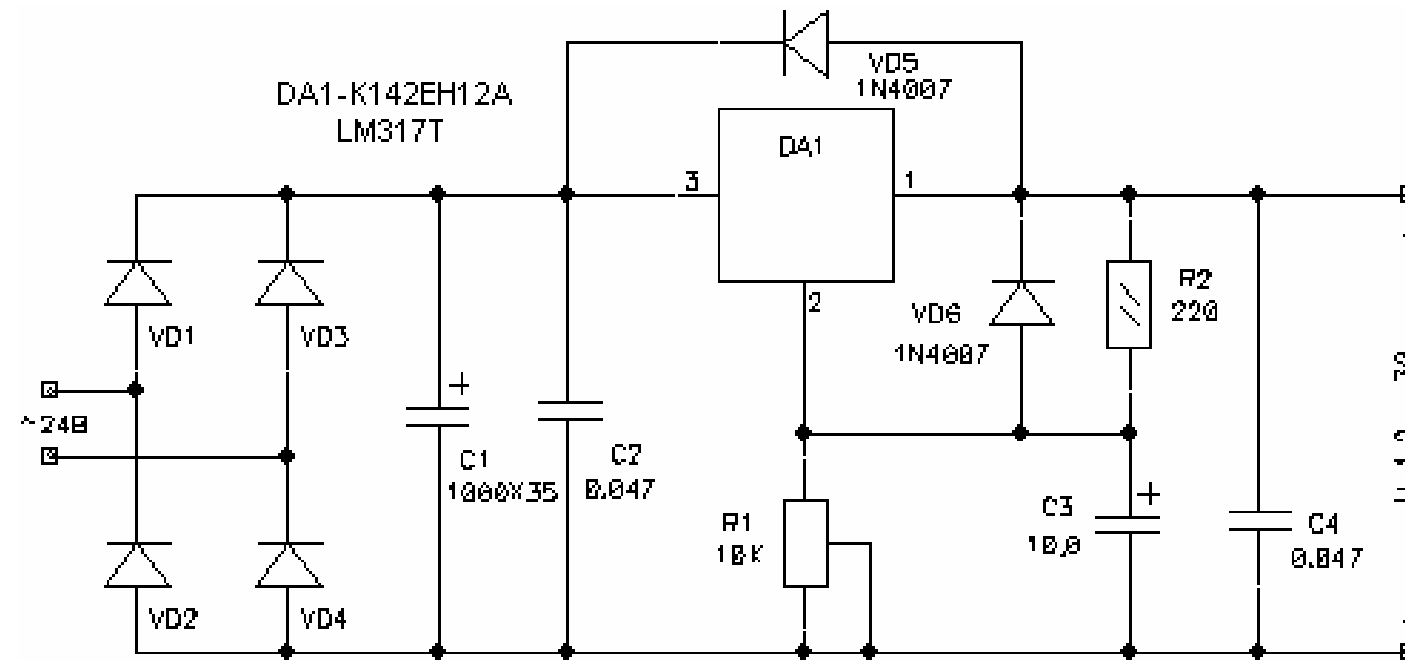 DA1-K142EH12A
LM317T
VD5
1N4007
DA1
3
1
2
VD1
VD3
VD6
1N4007
R2
220
~24В
C1
1000X35
C2
0.047
R1
10K
C3
10,0
C4
0.047
VD2
VD4
+
+